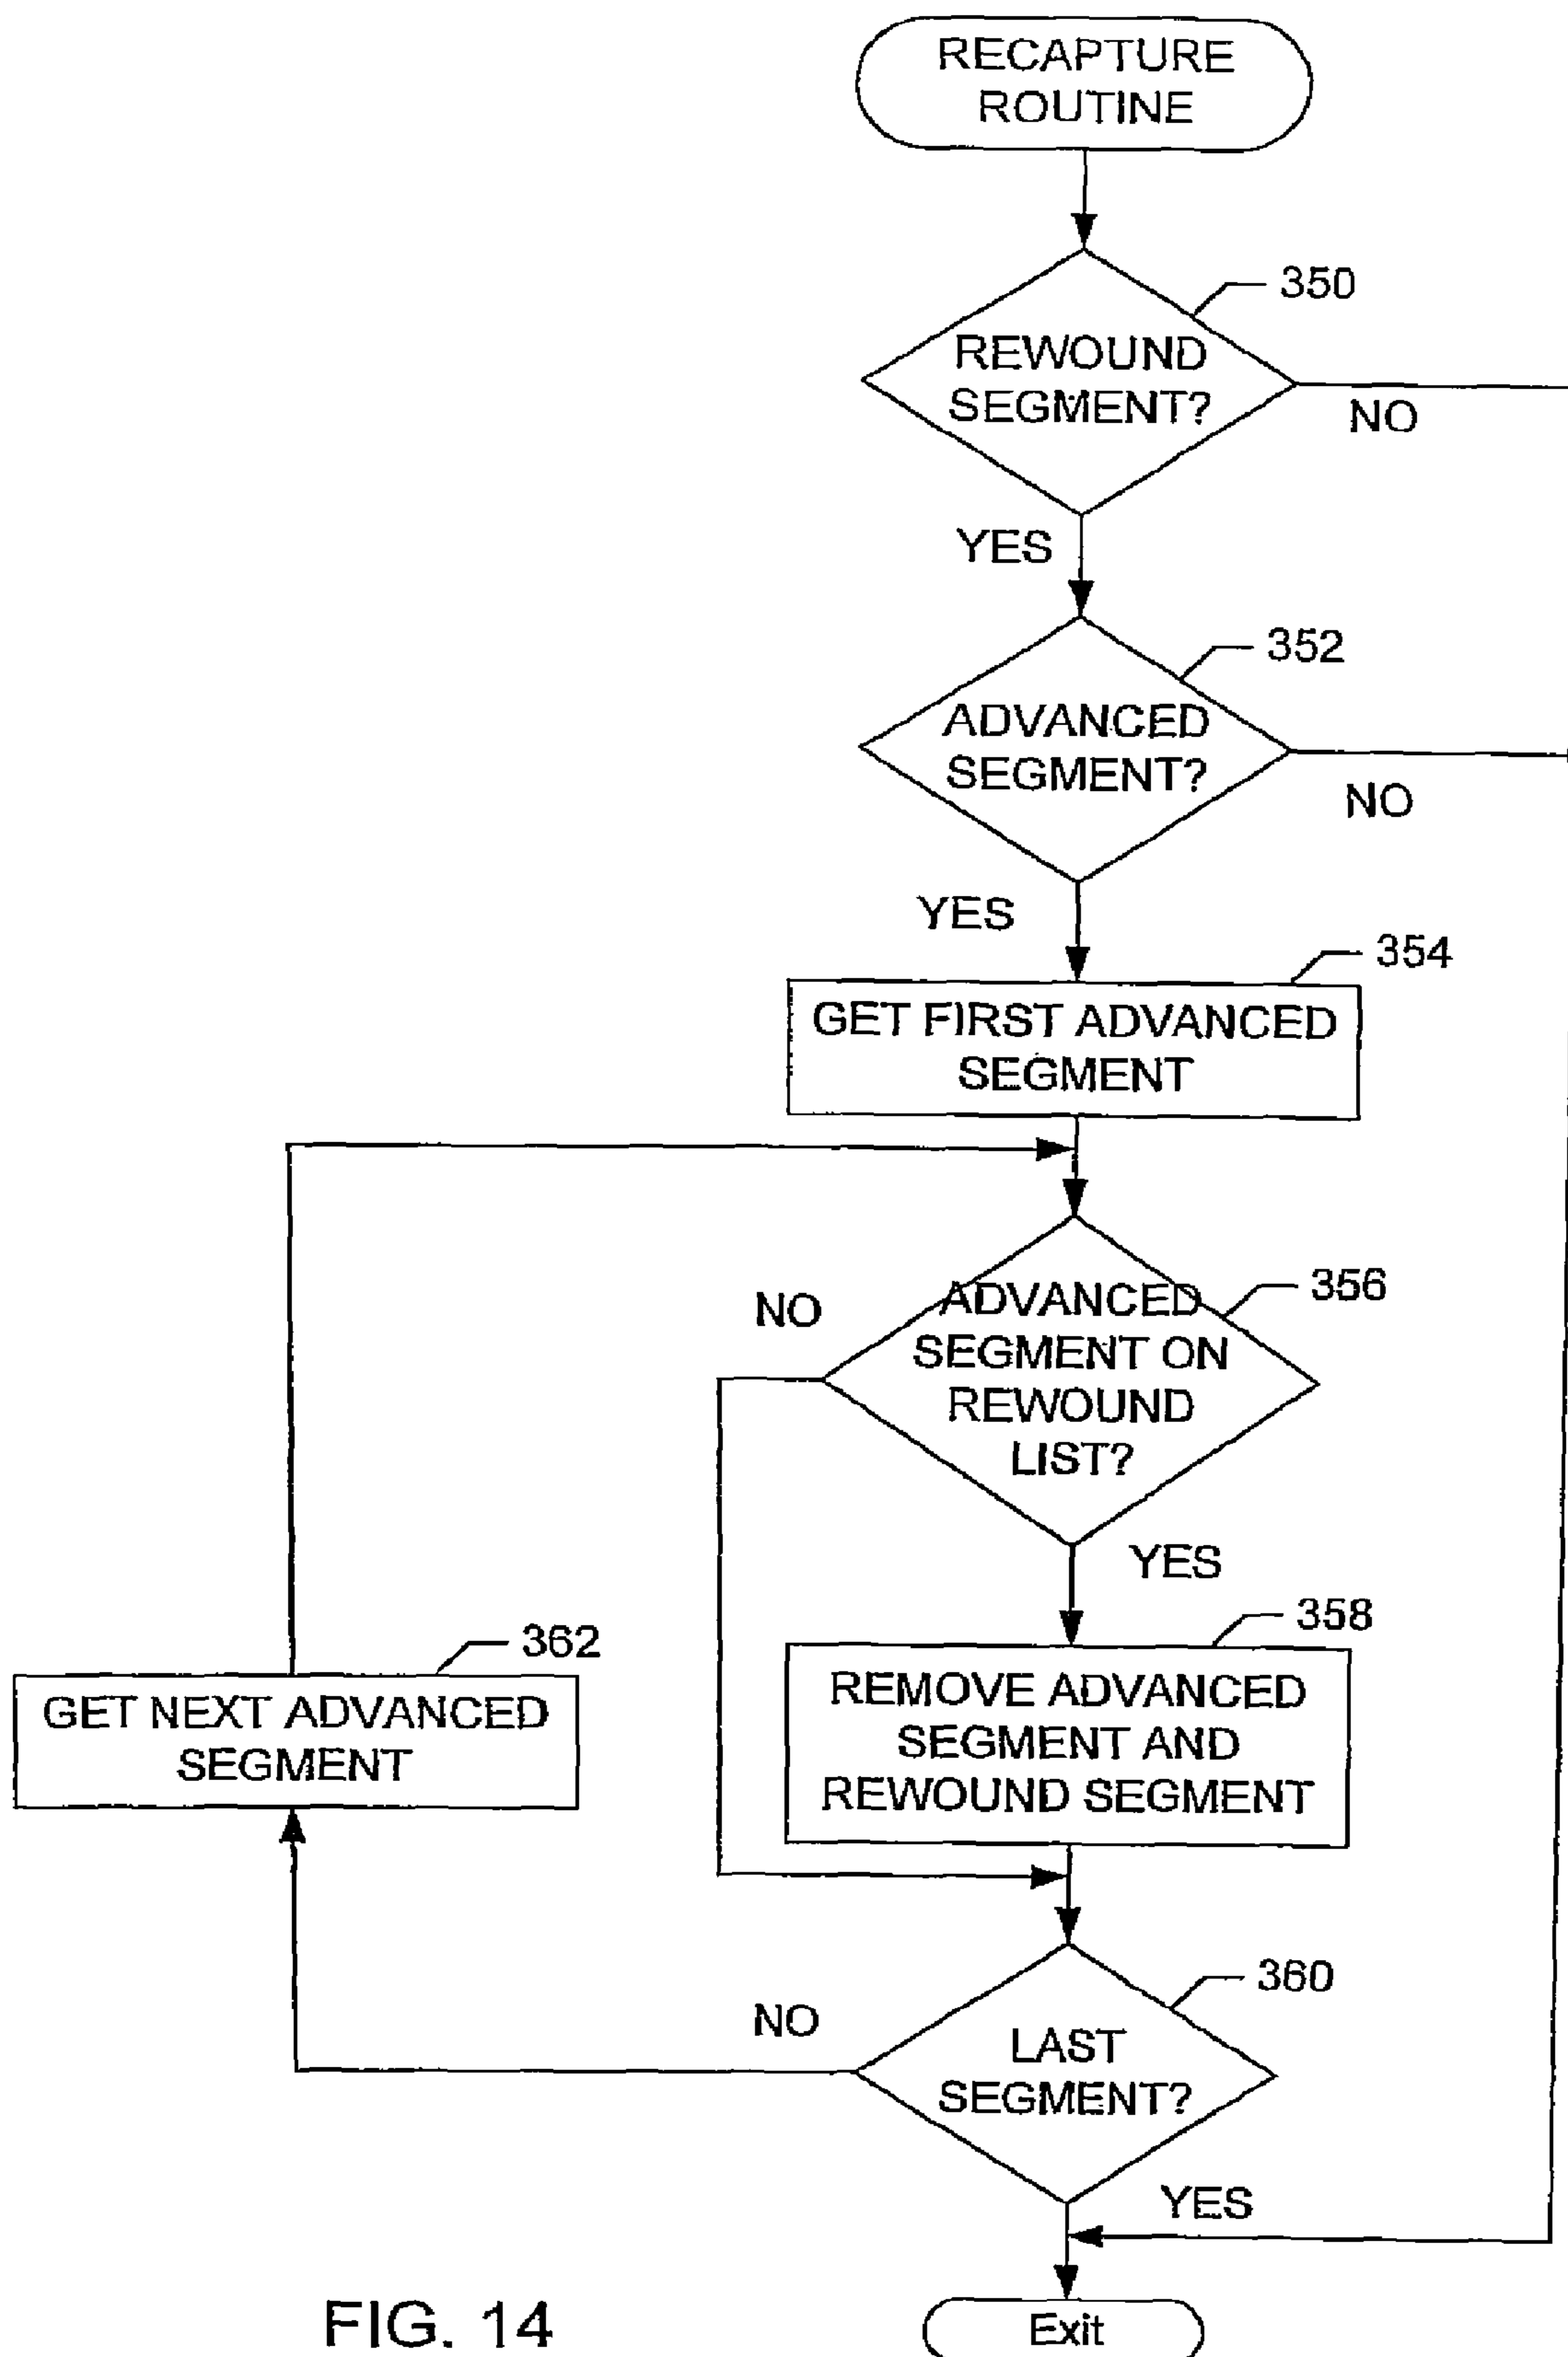 RECAPTURE
ROUTINE
350
REWOUND
SEGMENT?
NO
YES
352
ADVANCED
SEGMENT?
NO
YES
354
GET FIRST ADVANCED
SEGMENT
356
NO
ADVANCED
SEGMENT ON
REWOUND
LIST?
YES
358
362
REMOVE ADVANCED
SEGMENT AND
REWOUND SEGMENT
GET NEXT ADVANCED
SEGMENT
360
NO
LAST
SEGMENT?
YES
FIG. 14
Exit